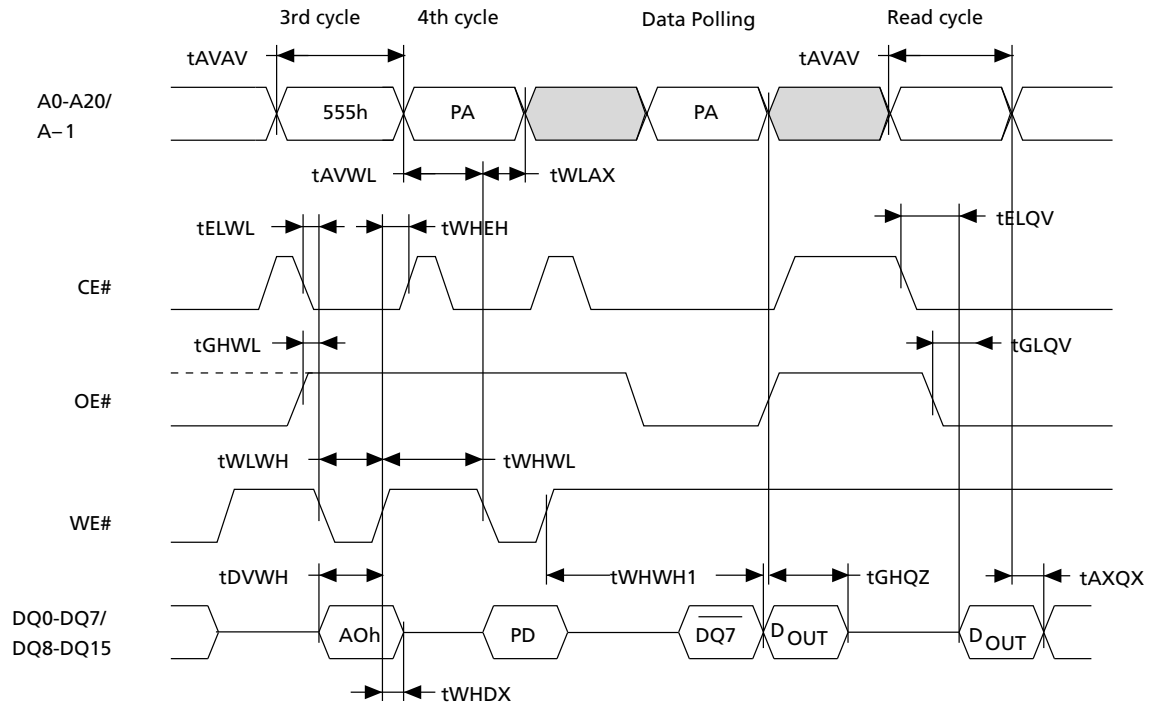 3rd cycle 4th cycle Data Polling Read cycle
tAVAV tAVAV
A0-A20/
A–1
555h PA PA
tAVWL tWLAX
tELWL tWHEH tELQV
CE#
tGHWL tGLQV
OE#
tWLWH tWHWL
WE#
tDVWH tWHWH1 tGHQZ tAXQX
DQ0-DQ7/
DQ8-DQ15
AOh PD DQ7 DOUT DOUT
tWHDX